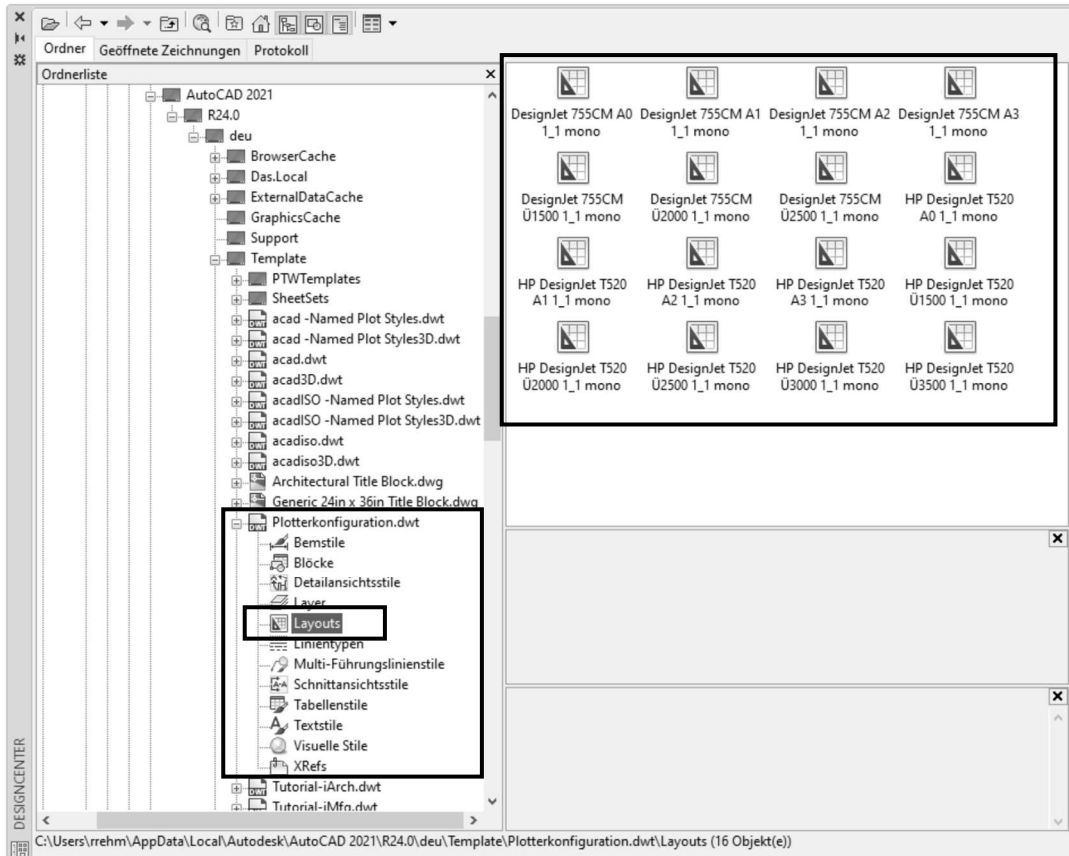 Ordner Geöffnete Zeichnungen Protokoll
Ordnerliste
AutoCAD 2021
R24.0
deu
BrowserCache
Das.Local
ExternalDataCache
GraphicsCache
Support
Template
PTWTemplates
SheetSets
acad -Named Plot Styles.dwt
acad -Named Plot Styles3D.dwt
acad.dwt
acad3D.dwt
acadISO -Named Plot Styles.dwt
acadISO -Named Plot Styles3D.dwt
acadiso.dwt
acadiso3D.dwt
Architectural Title Block.dwg
Generic 24in x 36in Title Block.dwg
Plotterkonfiguration.dwt
Bemstile
Blöcke
Detailansichtsstile
Layer
Layouts
Linientypen
Multi-Führungslinienstile
Schnittansichtsstile
Tabellenstile
Textstile
Visuelle Stile
XRefs
Tutorial-iArch.dwt
Tutorial-iMfg.dwt
DesignJet 755CM A0 DesignJet 755CM A1 DesignJet 755CM A2 DesignJet 755CM A3
1_1 mono 1_1 mono 1_1 mono 1_1 mono
DesignJet 755CM DesignJet 755CM DesignJet 755CM HP DesignJet T520
Ü1500 1_1 mono Ü2000 1_1 mono Ü2500 1_1 mono A0 1_1 mono
HP DesignJet T520 HP DesignJet T520 HP DesignJet T520 HP DesignJet T520
A1 1_1 mono A2 1_1 mono A3 1_1 mono Ü1500 1_1 mono
HP DesignJet T520 HP DesignJet T520 HP DesignJet T520 HP DesignJet T520
Ü2000 1_1 mono Ü2500 1_1 mono Ü3000 1_1 mono Ü3500 1_1 mono
DESIGNCENTER
C:\Users\rrehm\AppData\Local\Autodesk\AutoCAD 2021\R24.0\deu\Template\Plotterkonfiguration.dwt\Layouts (16 Objekt(e))